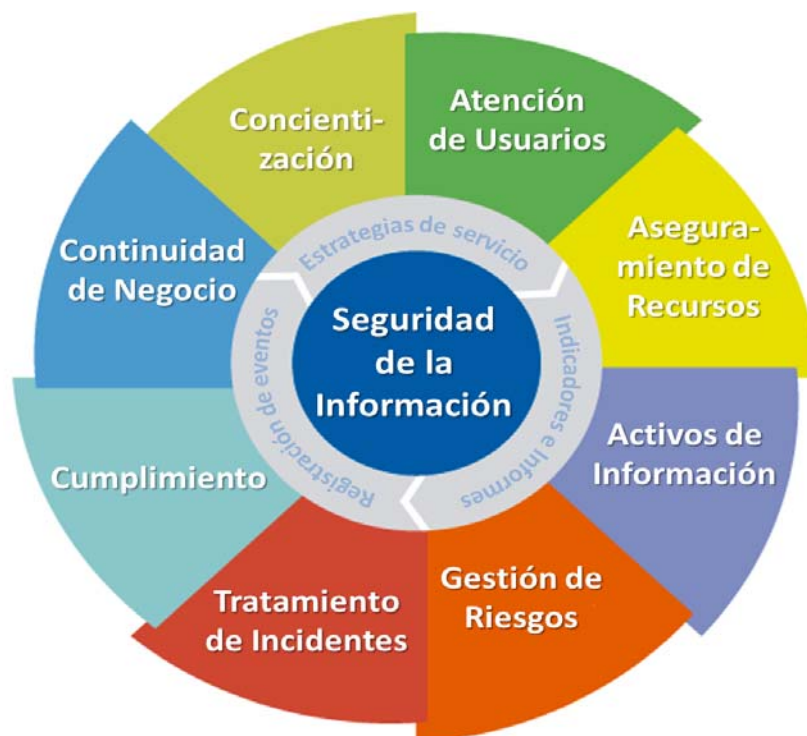 Concienti-
zación
Atención
de Usuarios
Asegura-
miento de
Recursos
Activos de
Información
Gestión de
Riesgos
Tratamiento
de Incidentes
Cumplimiento
Continuidad
de Negocio
Estrategias de servicio
Indicadores e Informes
Registración de eventos
Seguridad
de la
Información